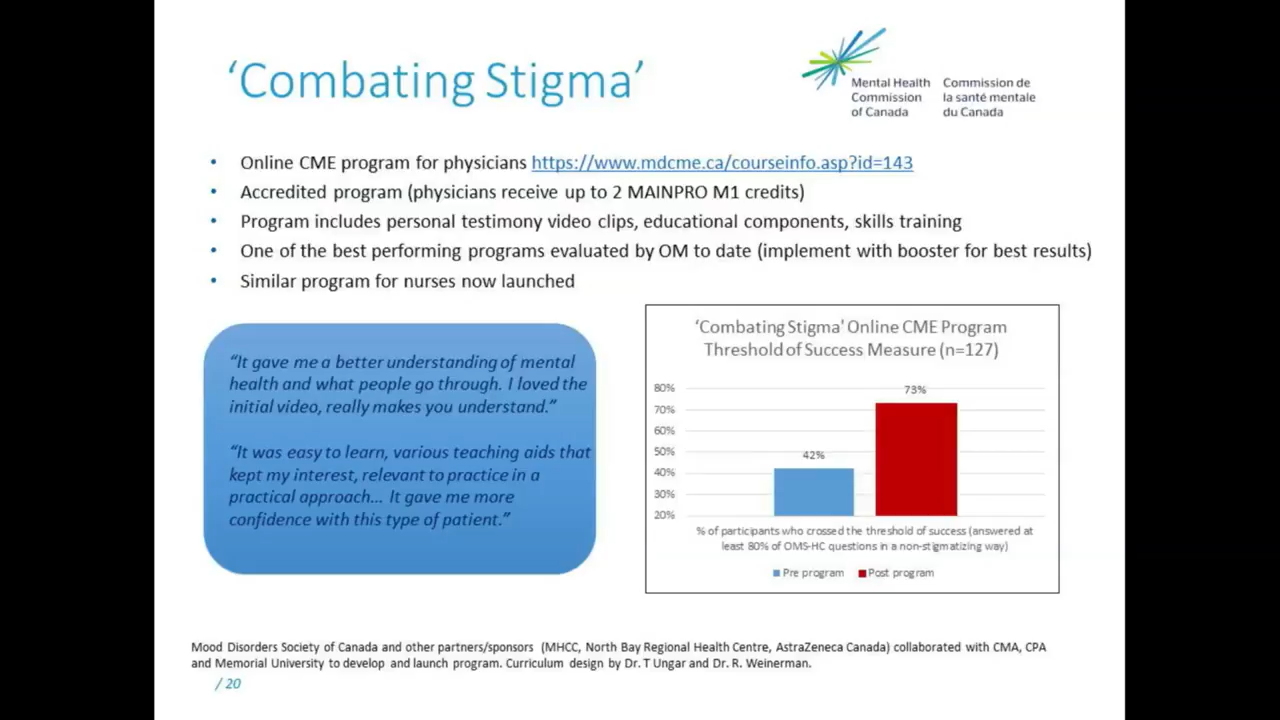 ‘Combating Stigma’
Mental Health
Commission
of Canada
Commission de
la santé mentale
du Canada
• Online CME program for physicians https://www.mdcme.ca/courseinfo.asp?id=143
• Accredited program (physicians receive up to 2 MAINPRO M1 credits)
• Program includes personal testimony video clips, educational components, skills training
• One of the best performing programs evaluated by OM to date (implement with booster for best results)
• Similar program for nurses now launched
“It gave me a better understanding of mental
health and what people go through. I loved the
initial video, really makes you understand.”
“It was easy to learn, various teaching aids that
kept my interest, relevant to practice in a
practical approach… It gave me more
confidence with this type of patient.”
‘Combating Stigma' Online CME Program
Threshold of Success Measure (n=127)
80%
70%
60%
50%
40%
30%
20%
42%
73%
% of participants who crossed the threshold of success (answered at
least 80% of OMS-HC questions in a non-stigmatizing way)
Pre program
Post program
Mood Disorders Society of Canada and other partners/sponsors (MHCC, North Bay Regional Health Centre, AstraZeneca Canada) collaborated with CMA, CPA
and Memorial University to develop and launch program. Curriculum design by Dr. T Ungar and Dr. R. Weinerman.
/ 20